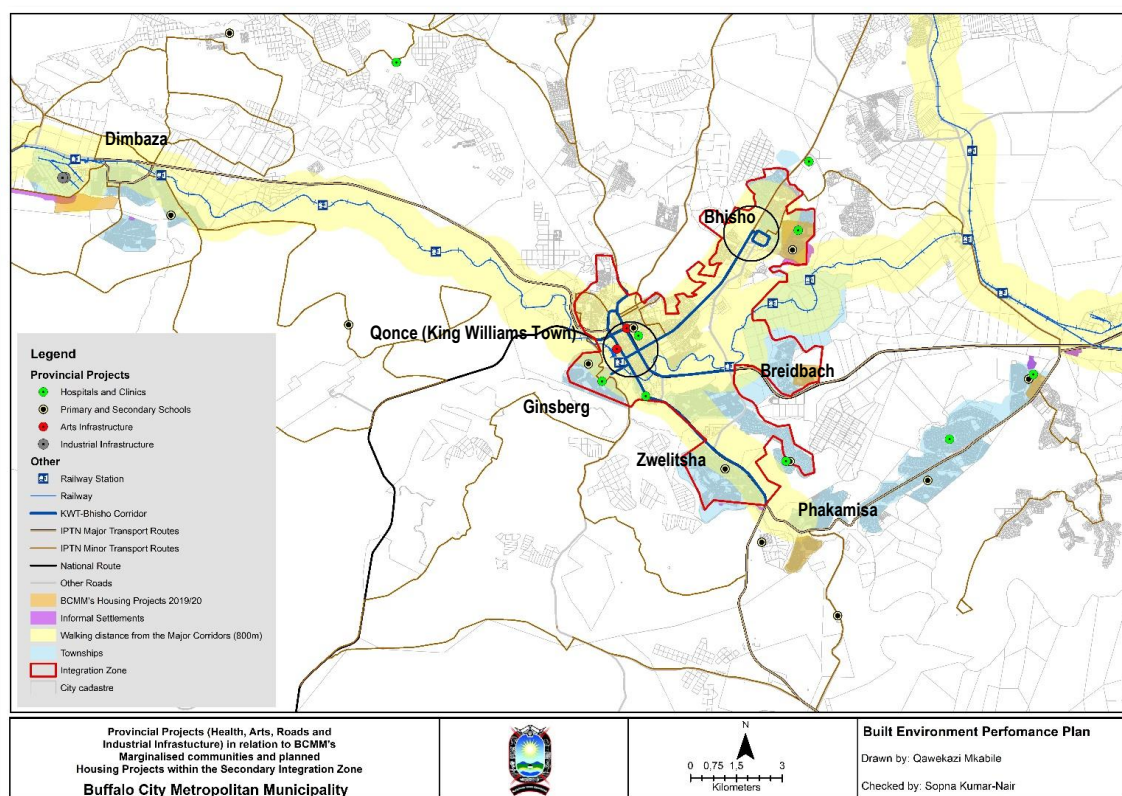 Dimbaza
Bhisho
Qonce (King Williams Town)
Breidbach
Ginsberg
Zwelitsha
Phakamisa
Legend
Provincial Projects
Hospitals and Clinics
Primary and Secondary Schools
Arts Infrastructure
Industrial Infrastructure
Other
Railway Station
Railway
KWT-Bhisho Corridor
IPTN Major Transport Routes
IPTN Minor Transport Routes
National Route
Other Roads
BCMM's Housing Projects 2019/20
Informal Settlements
Walking distance from the Major Corridors (800m)
Townships
Integration Zone
City cadastre
Provincial Projects (Health, Arts, Roads and
Industrial Infrastucture) in relation to BCMM's
Marginalised communities and planned
Housing Projects within the Secondary Integration Zone
Buffalo City Metropolitan Municipality
N
0 0,75 1,5 3
Kilometers
Built Environment Perfomance Plan
Drawn by: Qawekazi Mkabile
Checked by: Sopna Kumar-Nair